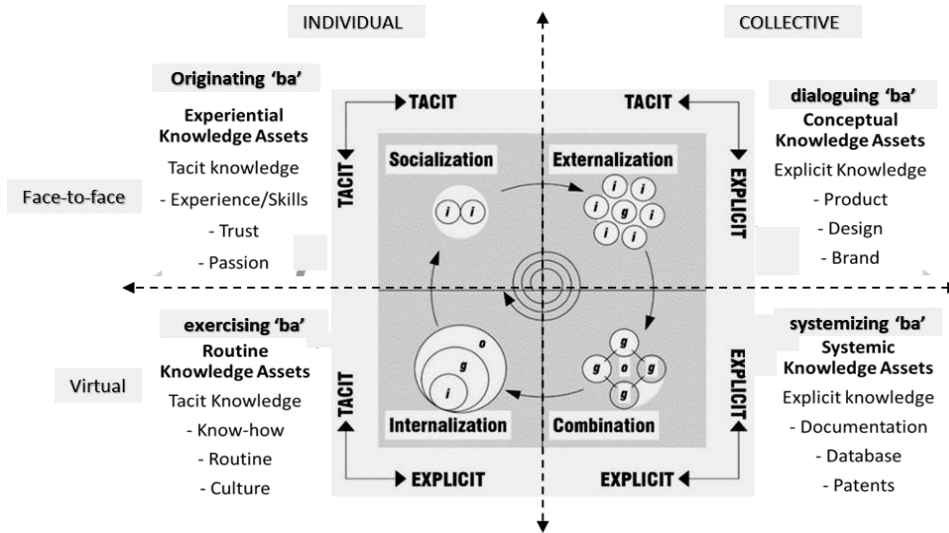 INDIVIDUAL
COLLECTIVE
Originating ‘ba’
Experiential
Knowledge Assets
Tacit knowledge
- Experience/Skills
- Trust
- Passion
Face-to-face
TACIT
TACIT
Socialization
i i
TACIT
EXPLICIT
Externalization
i i
i g i
i i
dialoguing ‘ba’
Conceptual
Knowledge Assets
Explicit Knowledge
- Product
- Design
- Brand
exercising ‘ba’
Routine
Knowledge Assets
Tacit Knowledge
- Know-how
- Routine
- Culture
Virtual
TACIT
o
g
i
Internalization
EXPLICIT
g
g o g
g
Combination
EXPLICIT
EXPLICIT
systemizing ‘ba’
Systemic
Knowledge Assets
Explicit knowledge
- Documentation
- Database
- Patents